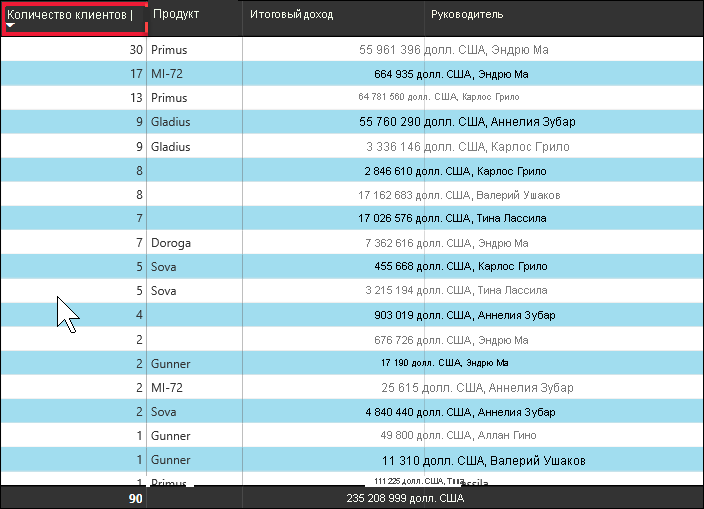 Количество клиентов | Продукт Итоговый доход Руководитель
30 Primus 55 961 396 долл. США, Эндрю Ма
17 MI-72 664 935 долл. США, Эндрю Ма
13 Primus 64 781 560 долл. США, Карлос Грило
9 Gladius 55 760 290 долл. США, Аннелия Зубар
9 Gladius 3 336 146 долл. США, Карлос Грило
8 2 846 610 долл. США, Карлос Грило
8 17 162 683 долл. США, Валерий Ушаков
7 17 026 576 долл. США, Тина Лассила
7 Doroga 7 362 616 долл. США, Эндрю Ма
5 Sova 455 668 долл. США, Карлос Грило
5 Sova 3 215 194 долл. США, Тина Лассила
4 903 019 долл. США, Аннелия Зубар
2 676 726 долл. США, Эндрю Ма
2 Gunner 17 190 долл. США, Эндрю Ма
2 MI-72 25 615 долл. США, Аннелия Зубар
2 Sova 4 840 440 долл. США, Аннелия Зубар
1 Gunner 49 800 долл. США, Аллан Гино
1 Gunner 11 310 долл. США, Валерий Ушаков
1 Primus 111 225 долл. США,
90 235 208 999 долл. США